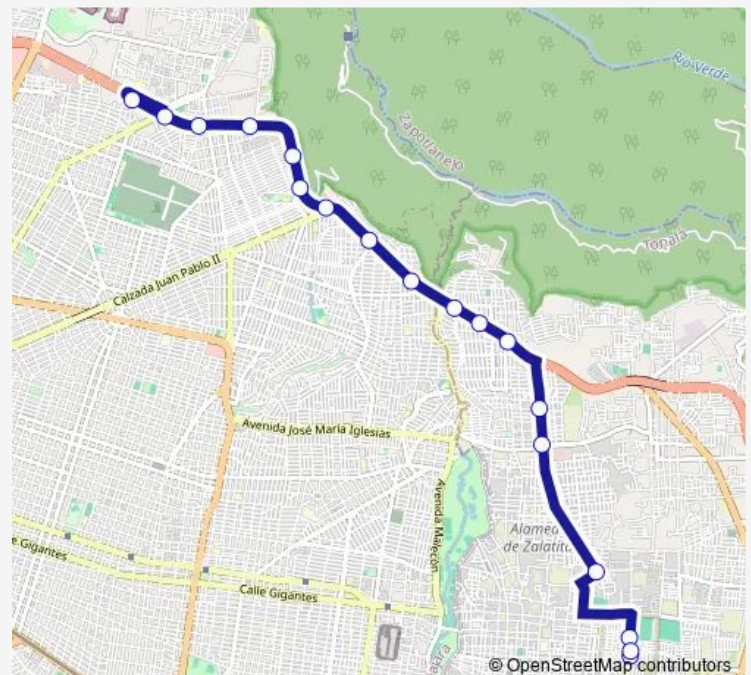 Río Verde
Zapotlanejo
Tonalá
Calzada Juan Pablo II
Avenida José María Iglesias
Avenida Malecón
Alameda
de Zalatitán
e Gigantes
Calle Gigantes
© OpenStreetMap contributors